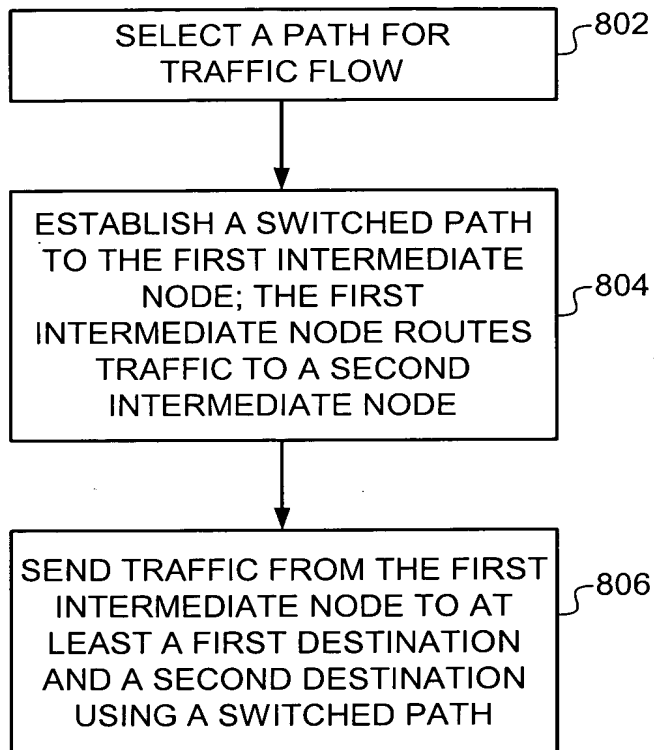 SELECT A PATH FOR
TRAFFIC FLOW
802
ESTABLISH A SWITCHED PATH
TO THE FIRST INTERMEDIATE
NODE; THE FIRST
INTERMEDIATE NODE ROUTES
TRAFFIC TO A SECOND
INTERMEDIATE NODE
804
SEND TRAFFIC FROM THE FIRST
INTERMEDIATE NODE TO AT
LEAST A FIRST DESTINATION
AND A SECOND DESTINATION
USING A SWITCHED PATH
806